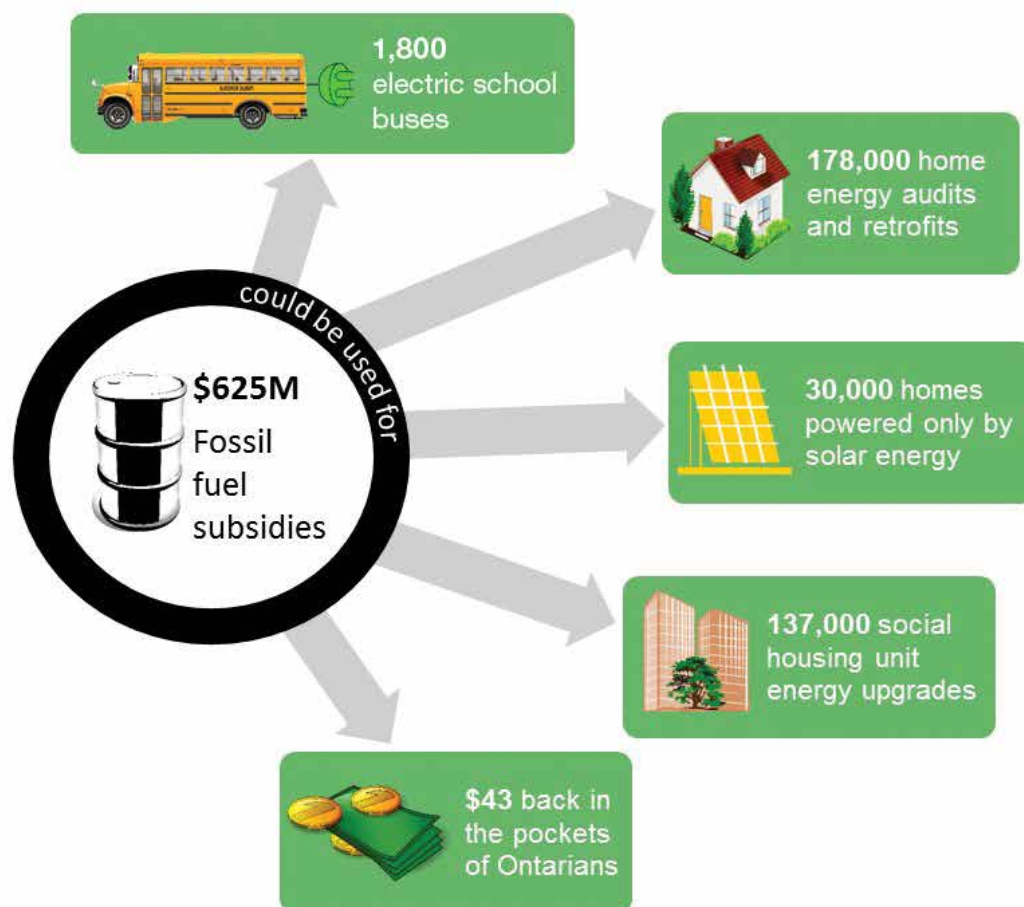 1,800
electric school
buses
178,000 home
energy audits
and retrofits
could be used for
$625M
Fossil
fuel
subsidies
30,000 homes
powered only by
solar energy
137,000 social
housing unit
energy upgrades
$43 back in
the pockets
of Ontarians